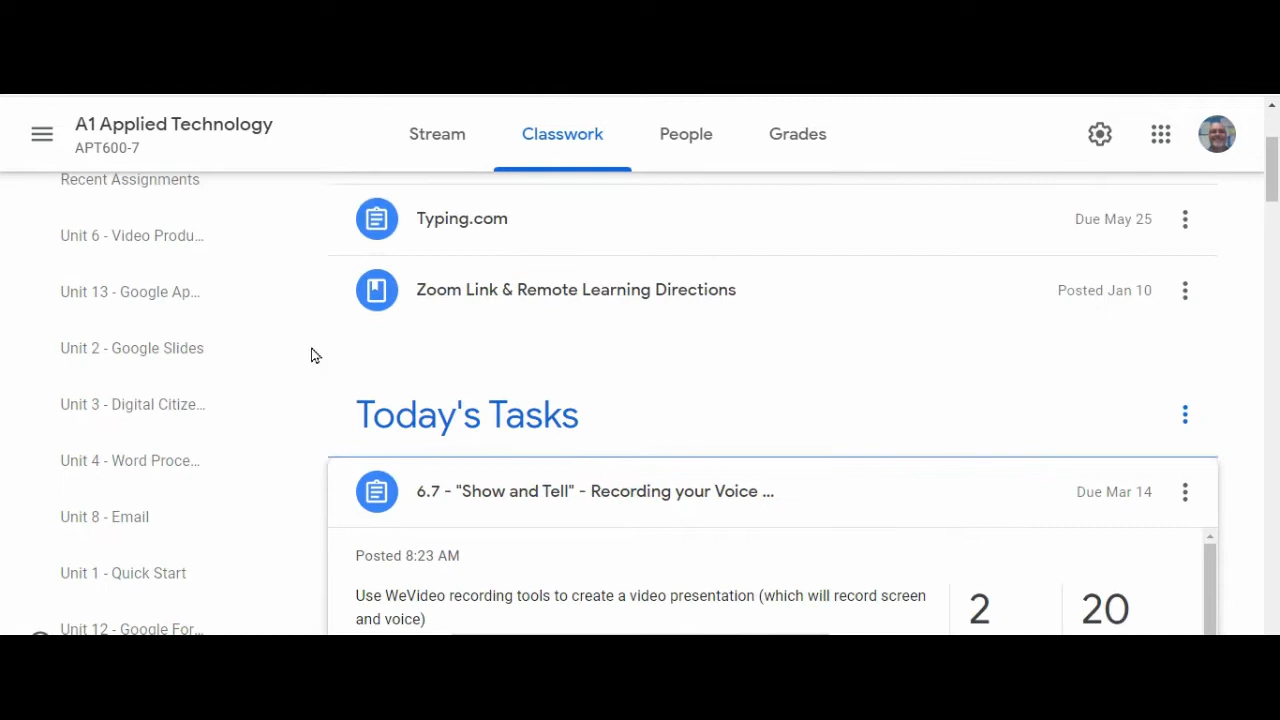 A1 Applied Technology
APT600-7
Stream
Classwork
People
Grades
Recent Assignments
Unit 6 - Video Produ...
Unit 13 - Google Ap...
Unit 2 - Google Slides
Unit 3 - Digital Citize...
Unit 4 - Word Proce...
Unit 8 - Email
Unit 1 - Quick Start
Unit 12 - Google For...
Typing.com
Due May 25
Zoom Link & Remote Learning Directions
Posted Jan 10
Today's Tasks
6.7 - "Show and Tell" - Recording your Voice ...
Due Mar 14
Posted 8:23 AM
Use WeVideo recording tools to create a video presentation (which will record screen
and voice)
2
20